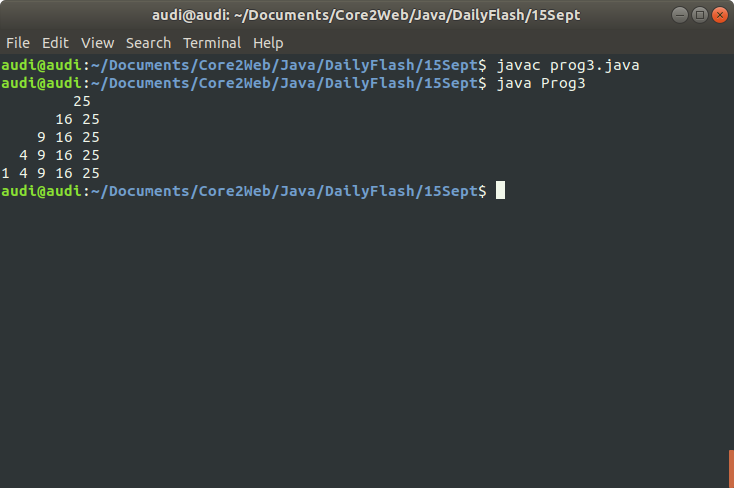 audi@audi: ~/Documents/Core2Web/Java/DailyFlash/15Sept
File Edit View Search Terminal Help
audi@audi:~/Documents/Core2Web/Java/DailyFlash/15Sept$ javac prog3.java
audi@audi:~/Documents/Core2Web/Java/DailyFlash/15Sept$ java Prog3
        25
      16 25
    9 16 25
  4 9 16 25
1 4 9 16 25
audi@audi:~/Documents/Core2Web/Java/DailyFlash/15Sept$